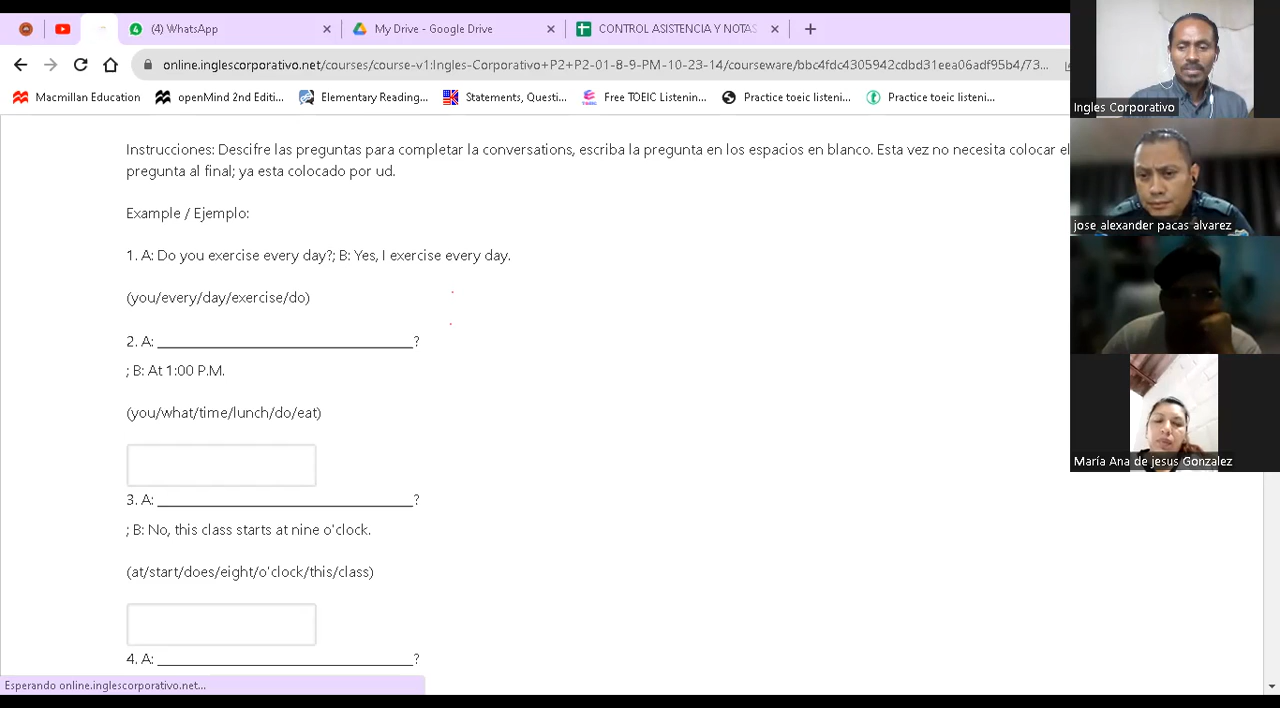 (4) WhatsApp
My Drive - Google Drive
CONTROL ASISTENCIA Y NOTAS
online.inglescorporativo.net/courses/course-v1:Ingles-Corporativo+P2+P2-01-8-9-PM-10-23-14/courseware/bbc4fdc4305942cdbd31eea06adf95b4/73...
Macmillan Education
openMind 2nd Editi...
Elementary Reading...
Statements, Questi...
Free TOEIC Listenin...
Practice toeic listeni...
Practice toeic listeni...
Instrucciones: Descifre las preguntas para completar la conversations, escriba la pregunta en los espacios en blanco. Esta vez no necesita colocar el
pregunta al final; ya esta colocado por ud.
Example / Ejemplo:
1. A: Do you exercise every day?; B: Yes, I exercise every day.
(you/every/day/exercise/do)
2. A: ________________________________?
; B: At 1:00 P.M.
(you/what/time/lunch/do/eat)
3. A: ________________________________?
; B: No, this class starts at nine o'clock.
(at/start/does/eight/o'clock/this/class)
4. A: ________________________________?
Esperando online.inglescorporativo.net...
Ingles Corporativo
jose alexander pacas alvarez
María Ana de jesus Gonzalez